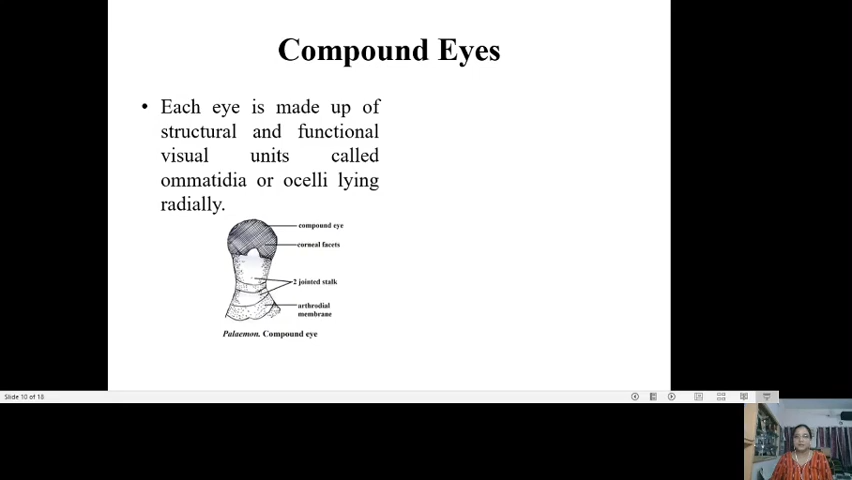 Compound Eyes
• Each eye is made up of
structural and functional
visual units called
ommatidia or ocelli lying
radially.
compound eye
corneal facets
2 jointed stalk
arthrodial
membrane
Palaemon. Compound eye
Slide 10 of 18